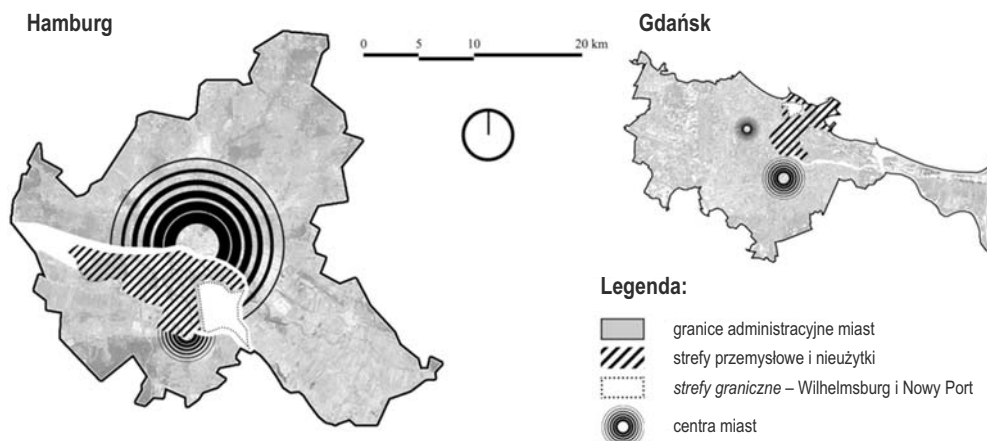 Hamburg
Gdańsk
0 5 10 20 km
Legenda:
granice administracyjne miast
strefy przemysłowe i nieużytki
strefy graniczne – Wilhelmsburg i Nowy Port
centra miast